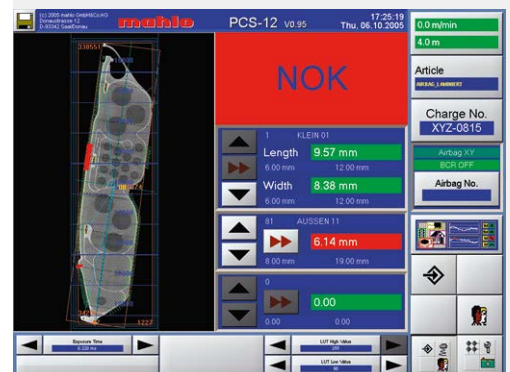 (c) 2005 mahlo GmbH&Co.KG
Donaustrasse 12
D-93342 Saal/Donau
mahlo
PCS-12 V0.95
17:25:19
Thu, 06.10.2005
0.0 m/min
4.0 m
Article
AIRBAG_LAMINIERT
Charge No.
XYZ-0815
Airbag XY
BCR OFF
Airbag No.
NOK
1 KLEIN 01
Length 9.57 mm
6.00 mm 12.00 mm
Width 8.38 mm
6.00 mm 12.00 mm
81 AUSSEN 11
6.14 mm
8.00 mm 19.00 mm
0
0.00
0.00 0.00
338551
1227
Exposure Time
LUT High Value
LUT Low Value